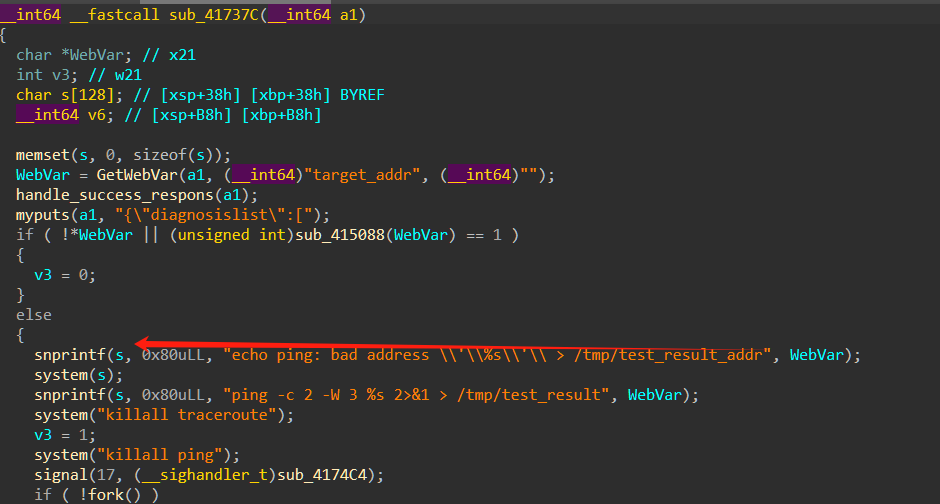 __int64 __fastcall sub_41737C(__int64 a1)
{
char *WebVar; // x21
int v3; // w21
char s[128]; // [xsp+38h] [xbp+38h] BYREF
__int64 v6; // [xsp+B8h] [xbp+B8h]
memset(s, 0, sizeof(s));
WebVar = GetWebVar(a1, (__int64)"target_addr", (__int64)"");
handle_success_respons(a1);
myputs(a1, "{\"diagnosislist\":[");
if ( !*WebVar || (unsigned int)sub_415088(WebVar) == 1 )
{
v3 = 0;
}
else
{
snprintf(s, 0x80uLL, "echo ping: bad address \\'\\%s\\'\\ > /tmp/test_result_addr", WebVar);
system(s);
snprintf(s, 0x80uLL, "ping -c 2 -W 3 %s 2>&1 > /tmp/test_result", WebVar);
system("killall traceroute");
v3 = 1;
system("killall ping");
signal(17, (__sighandler_t)sub_4174C4);
if ( !fork() )